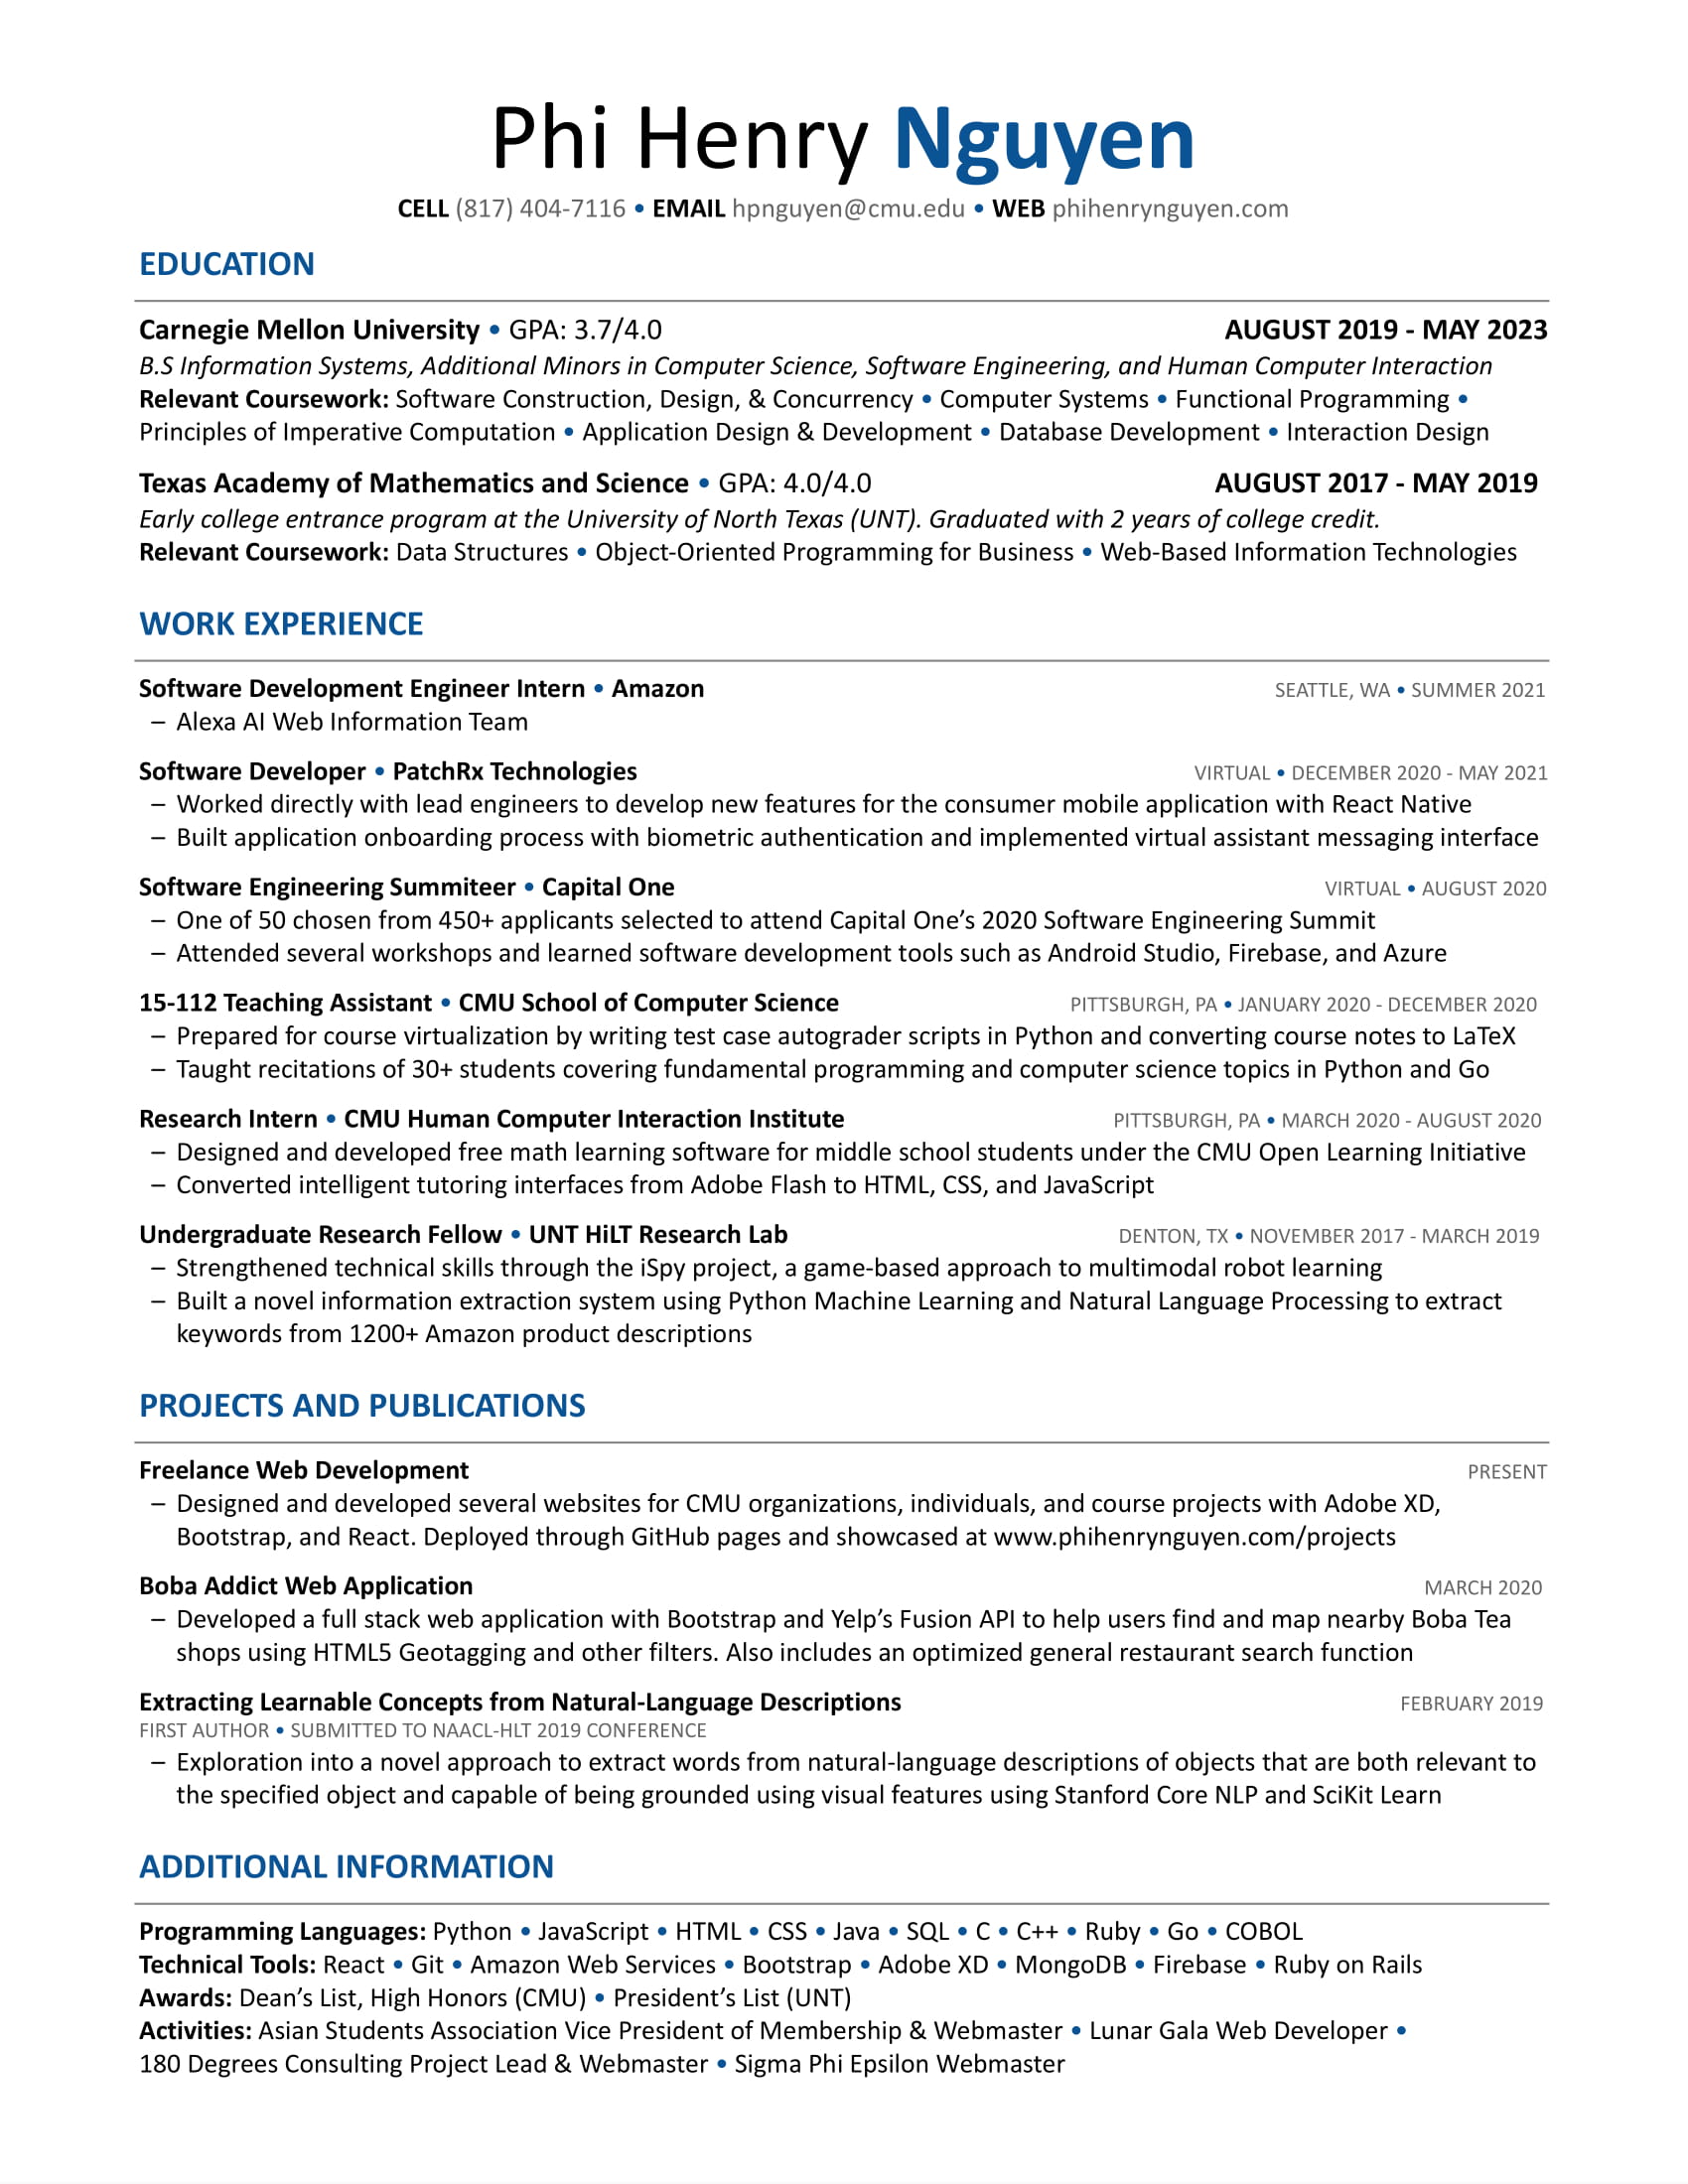 Phi Henry Nguyen
CELL (817) 404-7116 • EMAIL hpnguyen@cmu.edu • WEB phihenrynguyen.com
EDUCATION
Carnegie Mellon University • GPA: 3.7/4.0 AUGUST 2019 - MAY 2023
B.S Information Systems, Additional Minors in Computer Science, Software Engineering, and Human Computer Interaction
Relevant Coursework: Software Construction, Design, & Concurrency • Computer Systems • Functional Programming •
Principles of Imperative Computation • Application Design & Development • Database Development • Interaction Design
Texas Academy of Mathematics and Science • GPA: 4.0/4.0 AUGUST 2017 - MAY 2019
Early college entrance program at the University of North Texas (UNT). Graduated with 2 years of college credit.
Relevant Coursework: Data Structures • Object-Oriented Programming for Business • Web-Based Information Technologies
WORK EXPERIENCE
Software Development Engineer Intern • Amazon SEATTLE, WA • SUMMER 2021
– Alexa AI Web Information Team
Software Developer • PatchRx Technologies VIRTUAL • DECEMBER 2020 - MAY 2021
– Worked directly with lead engineers to develop new features for the consumer mobile application with React Native
– Built application onboarding process with biometric authentication and implemented virtual assistant messaging interface
Software Engineering Summiteer • Capital One VIRTUAL • AUGUST 2020
– One of 50 chosen from 450+ applicants selected to attend Capital One’s 2020 Software Engineering Summit
– Attended several workshops and learned software development tools such as Android Studio, Firebase, and Azure
15-112 Teaching Assistant • CMU School of Computer Science PITTSBURGH, PA • JANUARY 2020 - DECEMBER 2020
– Prepared for course virtualization by writing test case autograder scripts in Python and converting course notes to LaTeX
– Taught recitations of 30+ students covering fundamental programming and computer science topics in Python and Go
Research Intern • CMU Human Computer Interaction Institute PITTSBURGH, PA • MARCH 2020 - AUGUST 2020
– Designed and developed free math learning software for middle school students under the CMU Open Learning Initiative
– Converted intelligent tutoring interfaces from Adobe Flash to HTML, CSS, and JavaScript
Undergraduate Research Fellow • UNT HiLT Research Lab DENTON, TX • NOVEMBER 2017 - MARCH 2019
– Strengthened technical skills through the iSpy project, a game-based approach to multimodal robot learning
– Built a novel information extraction system using Python Machine Learning and Natural Language Processing to extract
keywords from 1200+ Amazon product descriptions
PROJECTS AND PUBLICATIONS
Freelance Web Development PRESENT
– Designed and developed several websites for CMU organizations, individuals, and course projects with Adobe XD,
Bootstrap, and React. Deployed through GitHub pages and showcased at www.phihenrynguyen.com/projects
Boba Addict Web Application MARCH 2020
– Developed a full stack web application with Bootstrap and Yelp’s Fusion API to help users find and map nearby Boba Tea
shops using HTML5 Geotagging and other filters. Also includes an optimized general restaurant search function
Extracting Learnable Concepts from Natural-Language Descriptions FEBRUARY 2019
FIRST AUTHOR • SUBMITTED TO NAACL-HLT 2019 CONFERENCE
– Exploration into a novel approach to extract words from natural-language descriptions of objects that are both relevant to
the specified object and capable of being grounded using visual features using Stanford Core NLP and SciKit Learn
ADDITIONAL INFORMATION
Programming Languages: Python • JavaScript • HTML • CSS • Java • SQL • C • C++ • Ruby • Go • COBOL
Technical Tools: React • Git • Amazon Web Services • Bootstrap • Adobe XD • MongoDB • Firebase • Ruby on Rails
Awards: Dean’s List, High Honors (CMU) • President’s List (UNT)
Activities: Asian Students Association Vice President of Membership & Webmaster • Lunar Gala Web Developer •
180 Degrees Consulting Project Lead & Webmaster • Sigma Phi Epsilon Webmaster